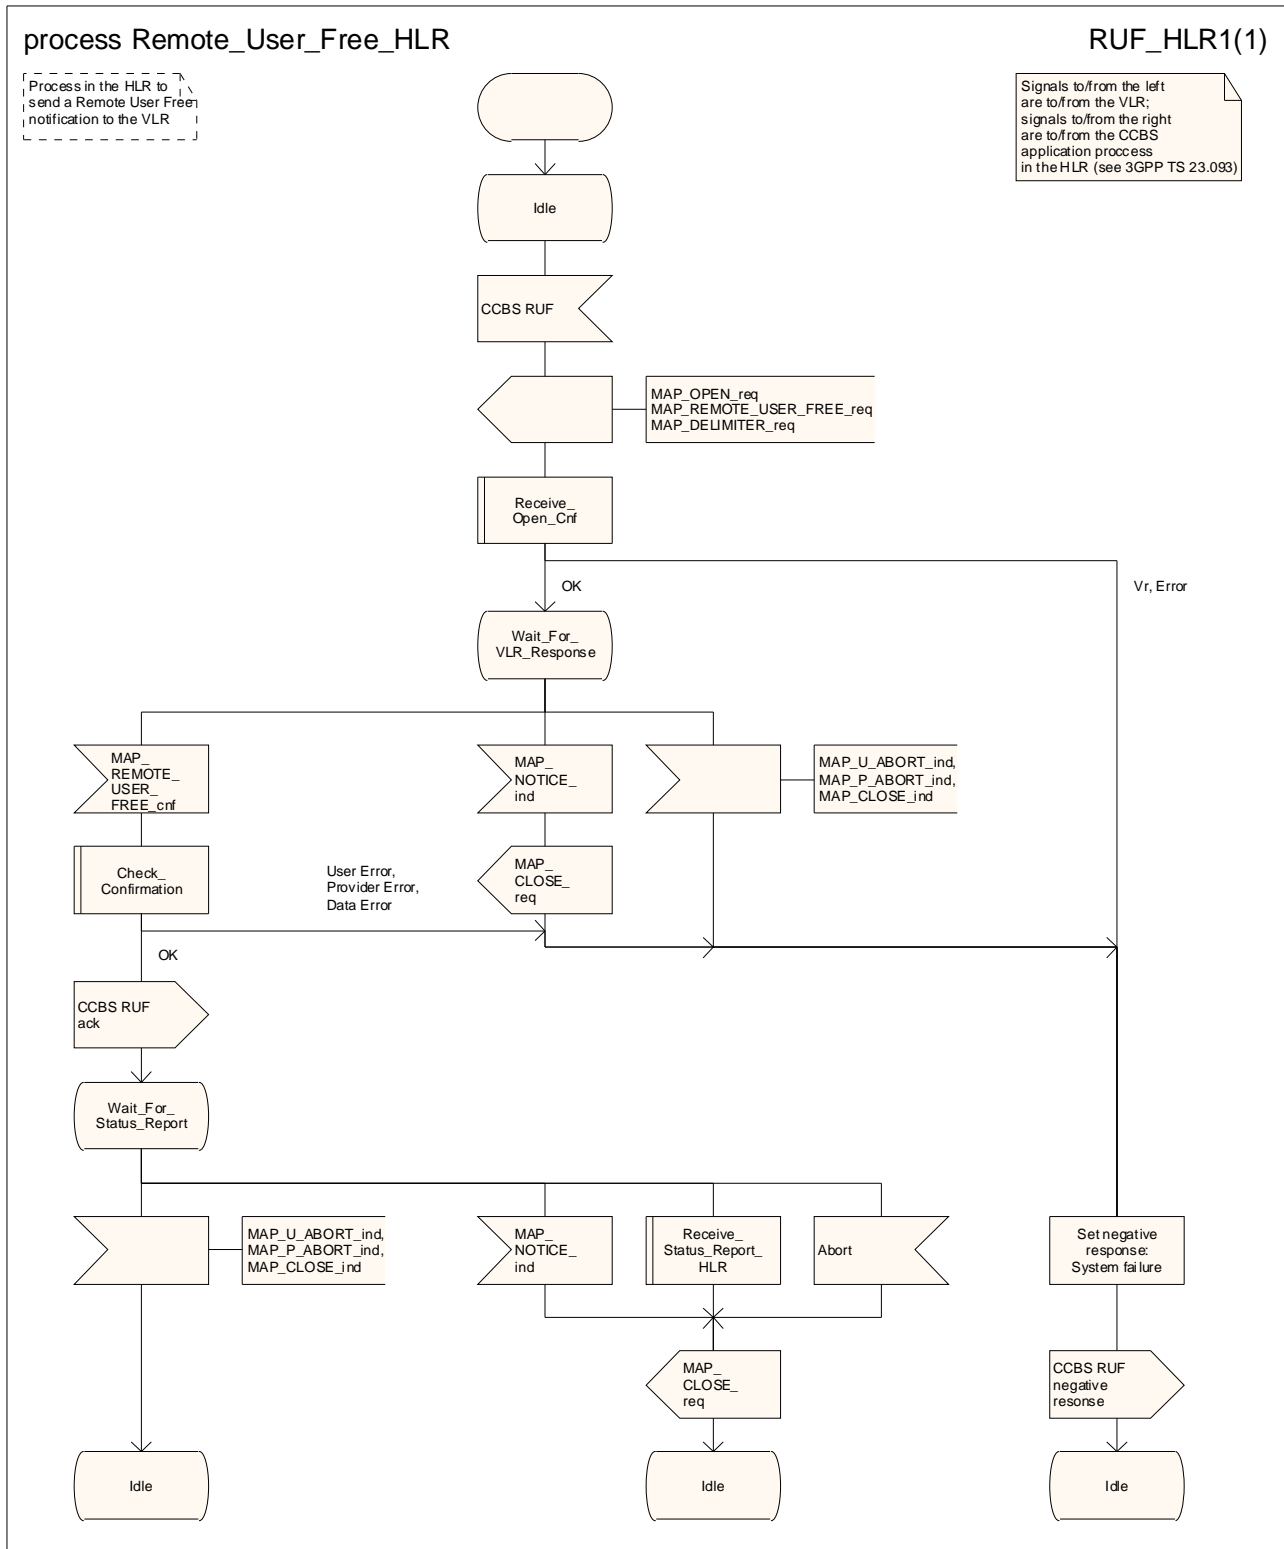 process Remote_User_Free_HLR
RUF_HLR1(1)
Process in the HLR to
send a Remote User Free
notification to the VLR
Signals to/from the left
are to/from the VLR;
signals to/from the right
are to/from the CCBS
application proccess
in the HLR (see 3GPP TS 23.093)
Idle
CCBS RUF
MAP_OPEN_req
MAP_REMOTE_USER_FREE_req
MAP_DELIMITER_req
Receive_
Open_Cnf
OK
Vr, Error
Wait_For_
VLR_Response
MAP_
REMOTE_
USER_
FREE_cnf
MAP_
NOTICE_
ind
MAP_U_ABORT_ind,
MAP_P_ABORT_ind,
MAP_CLOSE_ind
Check_
Confirmation
User Error,
Provider Error,
Data Error
MAP_
CLOSE_
req
OK
CCBS RUF
ack
Wait_For_
Status_Report
MAP_U_ABORT_ind,
MAP_P_ABORT_ind,
MAP_CLOSE_ind
MAP_
NOTICE_
ind
Receive_
Status_Report_
HLR
Abort
Set negative
response:
System failure
MAP_
CLOSE_
req
CCBS RUF
negative
resonse
Idle
Idle
Idle